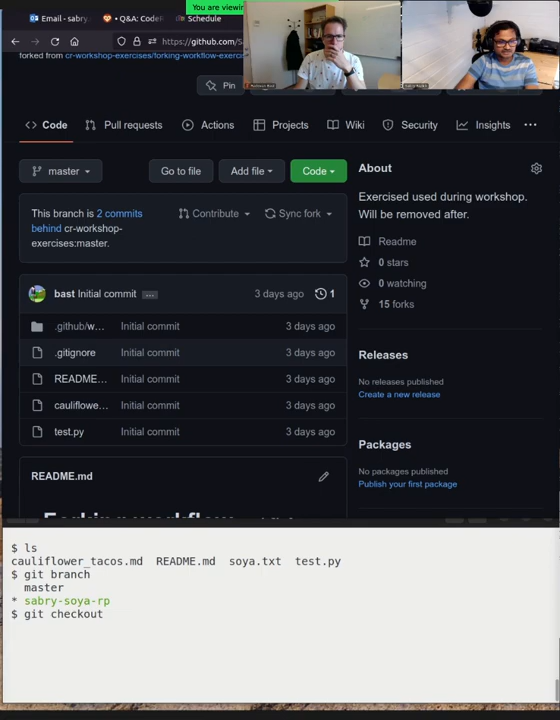 You are viewin
Email - sabry.
Q&A: CodeR
Schedule
https://github.com/S
forked from cr-workshop-exercises/forking-workflow-exerci
Pin
Code
Pull requests
Actions
Projects
Wiki
Security
Insights
master
Go to file
Add file
Code
About
Exercised used during workshop.
Will be removed after.
This branch is 2 commits
behind cr-workshop-
exercises:master.
Contribute
Sync fork
Readme
0 stars
0 watching
15 forks
bast Initial commit ...
3 days ago
1
.github/w... Initial commit 3 days ago
.gitignore Initial commit 3 days ago
README... Initial commit 3 days ago
cauliflowe... Initial commit 3 days ago
test.py Initial commit 3 days ago
Releases
No releases published
Create a new release
Packages
No packages published
Publish your first package
README.md
$ ls
cauliflower_tacos.md README.md soya.txt test.py
$ git branch
master
* sabry-soya-rp
$ git checkout